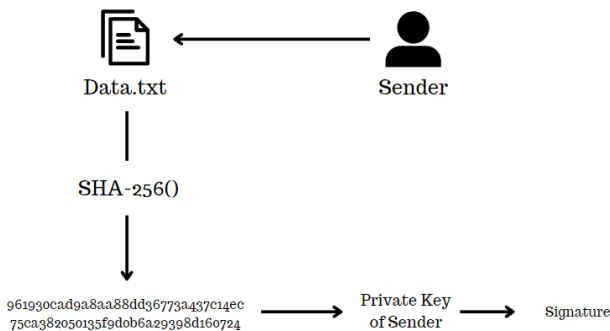 Data.txt
Sender
SHA-256()
961930cad9a8aa88dd36773a437c14ec
75ca382050135f9d0b6a29398d160724
Private Key
of Sender
Signature